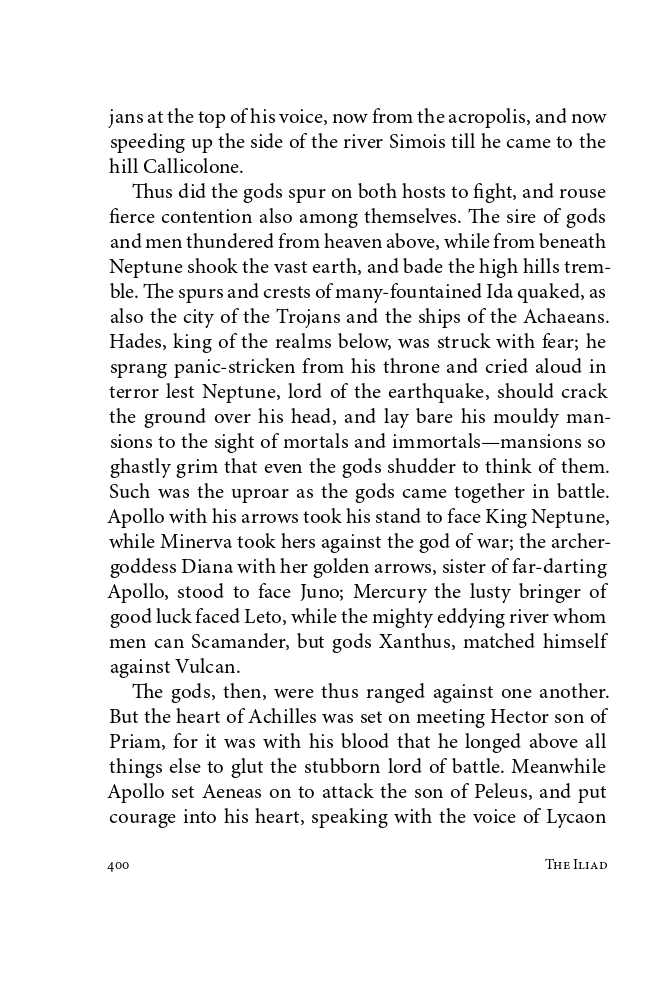 jans at the top of his voice, now from the acropolis, and now
speeding up the side of the river Simois till he came to the
hill Callicolone.
Thus did the gods spur on both hosts to fight, and rouse
fierce contention also among themselves. The sire of gods
and men thundered from heaven above, while from beneath
Neptune shook the vast earth, and bade the high hills trem-
ble. The spurs and crests of many-fountained Ida quaked, as
also the city of the Trojans and the ships of the Achaeans.
Hades, king of the realms below, was struck with fear; he
sprang panic-stricken from his throne and cried aloud in
terror lest Neptune, lord of the earthquake, should crack
the ground over his head, and lay bare his mouldy man-
sions to the sight of mortals and immortals—mansions so
ghastly grim that even the gods shudder to think of them.
Such was the uproar as the gods came together in battle.
Apollo with his arrows took his stand to face King Neptune,
while Minerva took hers against the god of war; the archer-
goddess Diana with her golden arrows, sister of far-darting
Apollo, stood to face Juno; Mercury the lusty bringer of
good luck faced Leto, while the mighty eddying river whom
men can Scamander, but gods Xanthus, matched himself
against Vulcan.
The gods, then, were thus ranged against one another.
But the heart of Achilles was set on meeting Hector son of
Priam, for it was with his blood that he longed above all
things else to glut the stubborn lord of battle. Meanwhile
Apollo set Aeneas on to attack the son of Peleus, and put
courage into his heart, speaking with the voice of Lycaon
400 The Iliad